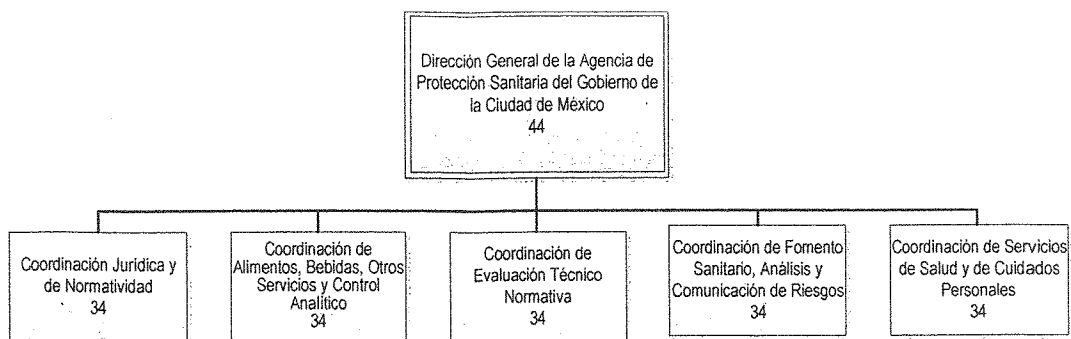 Dirección General de la Agencia de
Protección Sanitaria del Gobierno de
la Ciudad de México
44
Coordinación Jurídica y
de Normatividad
34
Coordinación de
Alimentos, Bebidas, Otros
Servicios y Control
Analítico
34
Coordinación de
Evaluación Técnico
Normativa
34
Coordinación de Fomento
Sanitario, Análisis y
Comunicación de Riesgos
34
Coordinación de Servicios
de Salud y de Cuidados
Personales
34